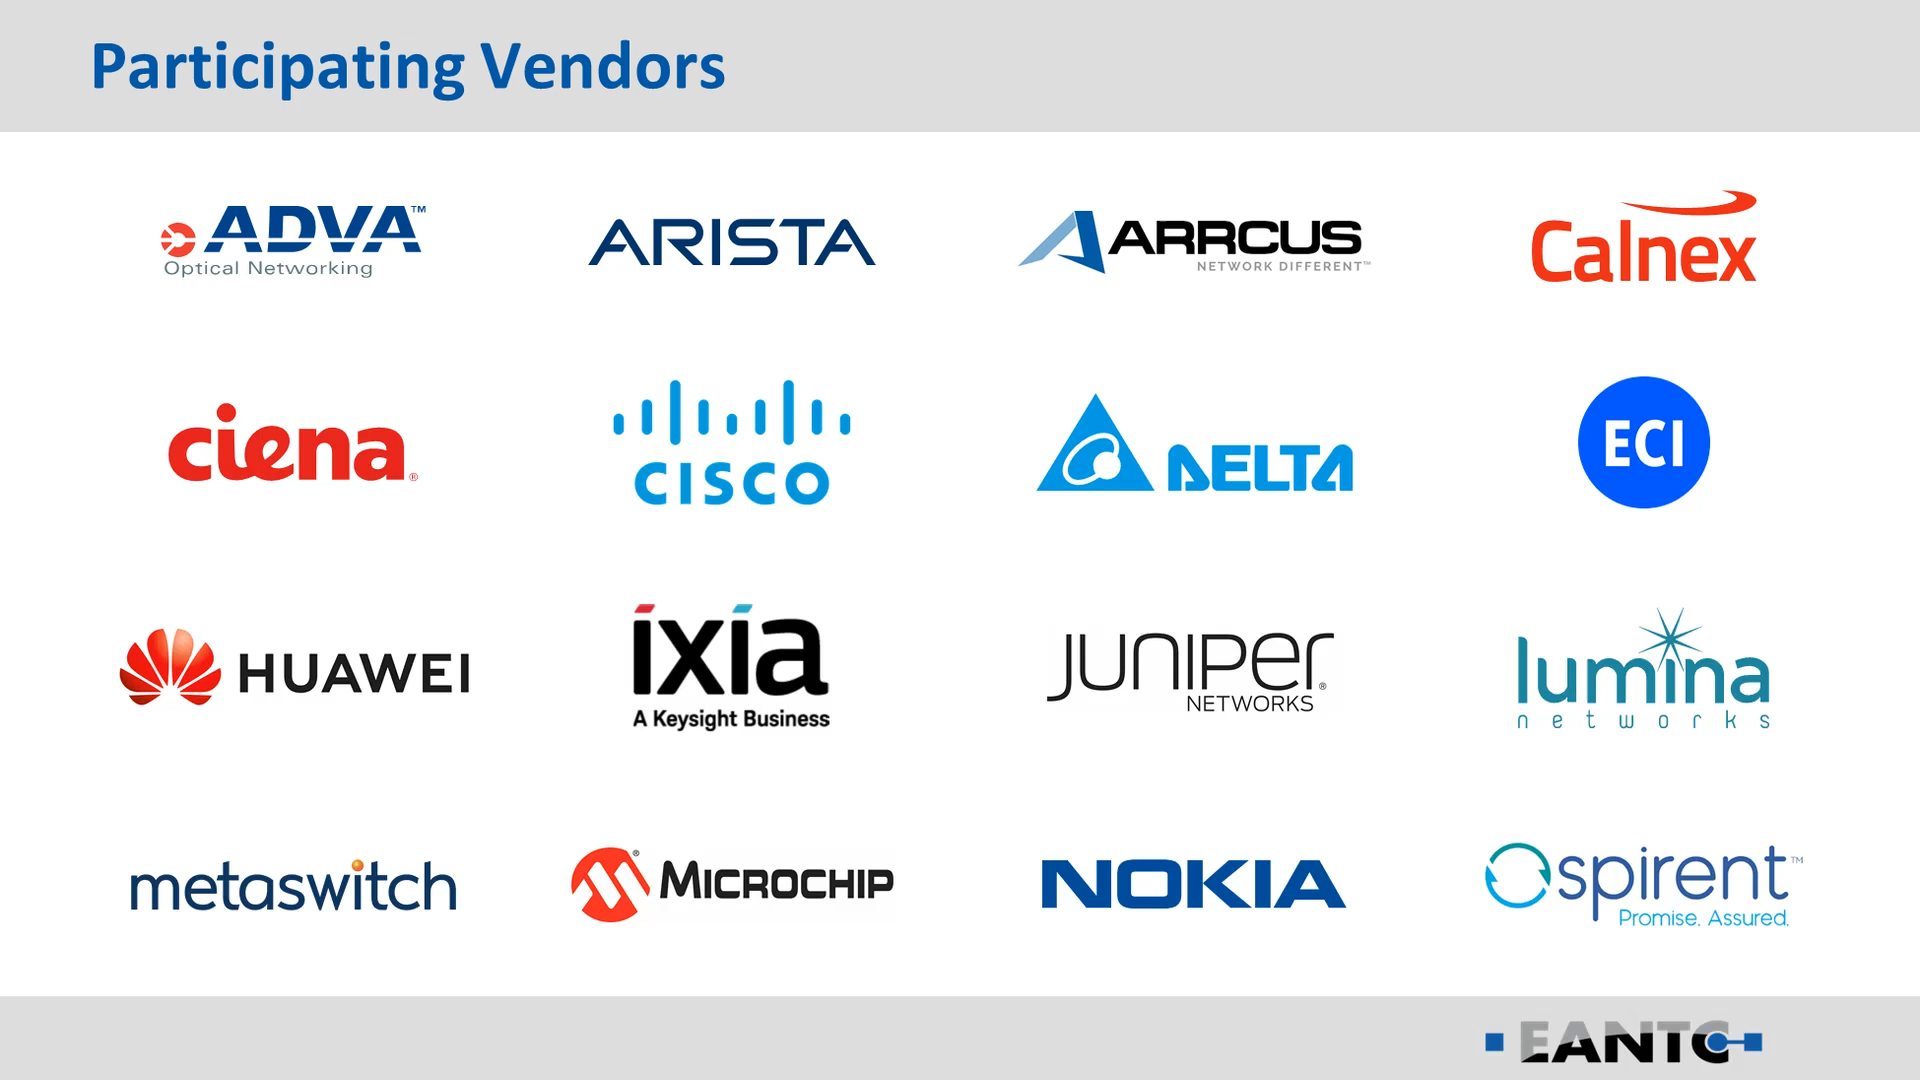 Participating Vendors
ADVA™
Optical Networking
ARISTA
ARRCUS
NETWORK DIFFERENT™
Calnex
ciena®
CISCO
DELTA
ECI
HUAWEI
ixia
A Keysight Business
JUNIPer®
NETWORKS
lumina
networks
metaswitch
® MICROCHIP
NOKIA
spirent™
Promise. Assured.
EANTC